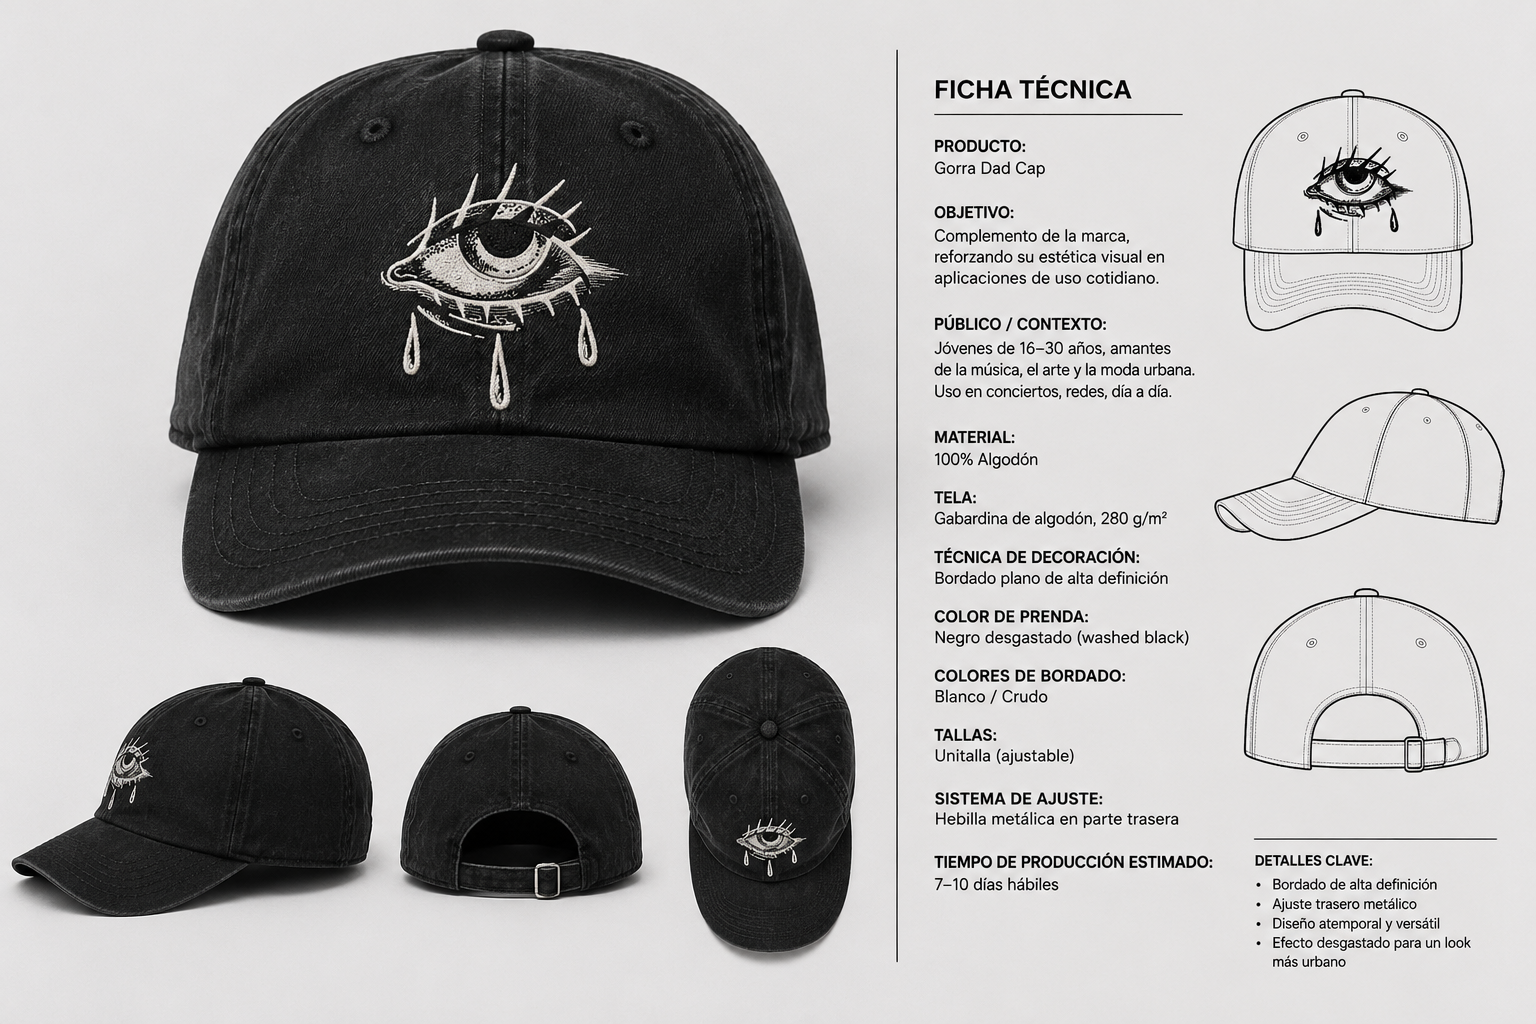 FICHA TÉCNICA
PRODUCTO:
Gorra Dad Cap
OBJETIVO:
Complemento de la marca,
reforzando su estética visual en
aplicaciones de uso cotidiano.
PÚBLICO / CONTEXTO:
Jóvenes de 16–30 años, amantes
de la música, el arte y la moda urbana.
Uso en conciertos, redes, día a día.
MATERIAL:
100% Algodón
TELA:
Gabardina de algodón, 280 g/m²
TÉCNICA DE DECORACIÓN:
Bordado plano de alta definición
COLOR DE PRENDA:
Negro desgastado (washed black)
COLORES DE BORDADO:
Blanco / Crudo
TALLAS:
Unitalla (ajustable)
SISTEMA DE AJUSTE:
Hebilla metálica en parte trasera
TIEMPO DE PRODUCCIÓN ESTIMADO:
7–10 días hábiles
DETALLES CLAVE:
• Bordado de alta definición
• Ajuste trasero metálico
• Diseño atemporal y versátil
• Efecto desgastado para un look
más urbano